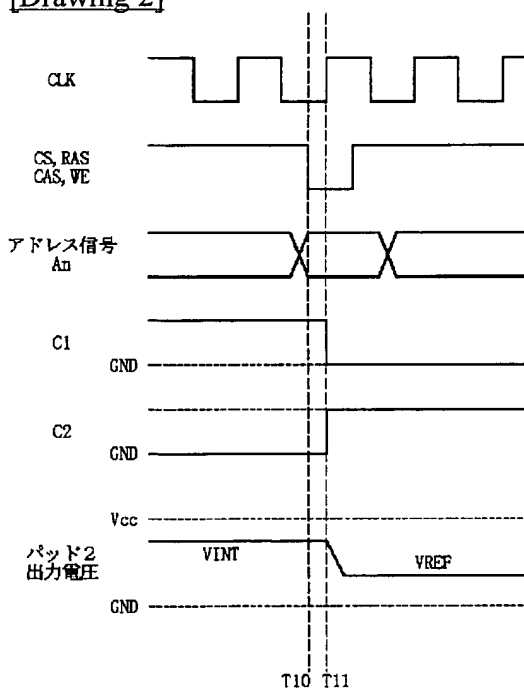 [Drawing 2]
CLK
CS, RAS
CAS, WE
アドレス信号
An
C1
GND
C2
GND
Vcc
パッド2
出力電圧
VINT
VREF
GND
T10 T11